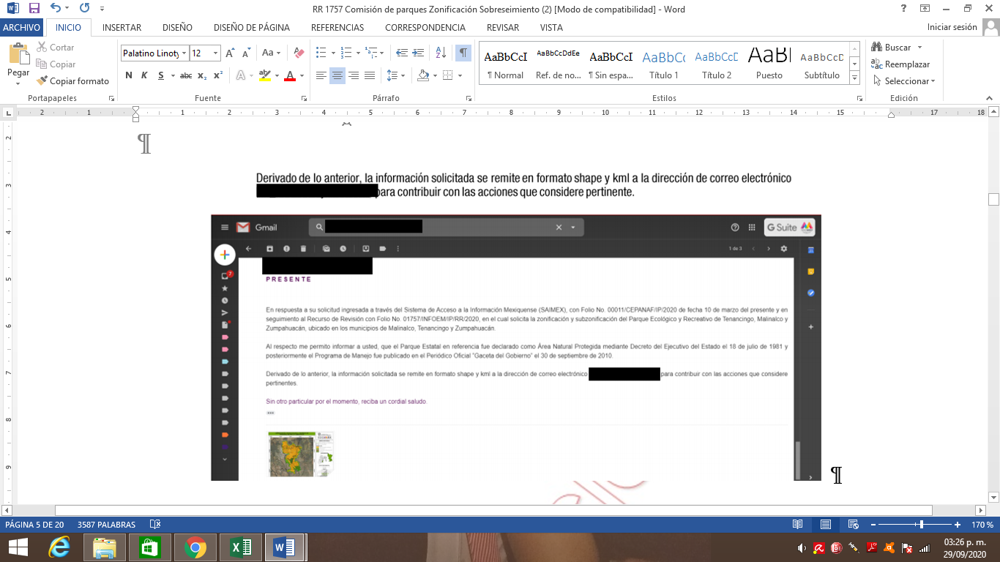 RR 1757 Comisión de parques Zonificación Sobreseimiento (2) [Modo de compatibilidad] - Word
ARCHIVO INICIO INSERTAR DISEÑO DISEÑO DE PÁGINA REFERENCIAS CORRESPONDENCIA REVISAR VISTA Iniciar sesión
Pegar
Cortar
Copiar
Copiar formato
Portapapeles
Palatino Linoty 12
N K S abc x₂ x²
Fuente
Párrafo
AaBbCcI AaBbCcDdEe AaBbCcI AaBbC AaBbCcD AaB AaBbCcD
¶ Normal Ref. de no... ¶ Sin espa... Título 1 Título 2 Puesto Subtítulo
Estilos
Buscar
Reemplazar
Seleccionar
Edición
2 1 1 2 3 4 5 6 7 8 9 10 11 12 13 14 15 17 18
¶
Derivado de lo anterior, la información solicitada se remite en formato shape y kml a la dirección de correo electrónico
para contribuir con las acciones que considere pertinente.
Gmail
G Suite
1 de 3
7
PRESENTE
En respuesta a su solicitud ingresada a través del Sistema de Acceso a la Información Mexiquense (SAIMEX), con Folio No. 00011/CEPANAF/IP/2020 de fecha 10 de marzo del presente y en
seguimiento al Recurso de Revisión con Folio No. 01757/INFOEM/IP/RR/2020, en el cual solicita la zonificación y subzonificación del Parque Ecológico y Recreativo de Tenancingo, Malinalco y
Zumpahuacán, ubicado en los municipios de Malinalco, Tenancingo y Zumpahuacán.
Al respecto me permito informar a usted, que el Parque Estatal en referencia fue declarado como Área Natural Protegida mediante Decreto del Ejecutivo del Estado el 18 de julio de 1981 y
posteriormente el Programa de Manejo fue publicado en el Periódico Oficial "Gaceta del Gobierno" el 30 de septiembre de 2010.
Derivado de lo anterior, la información solicitada se remite en formato shape y kml a la dirección de correo electrónico para contribuir con las acciones que considere
pertinentes.
Sin otro particular por el momento, reciba un cordial saludo.
¶
PÁGINA 5 DE 20 3587 PALABRAS 170 %
03:26 p. m.
29/09/2020